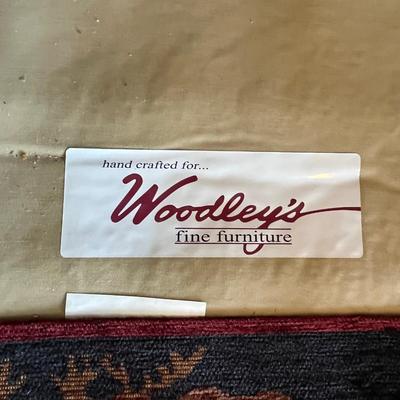 hand crafted for...
Woodley's
fine furniture